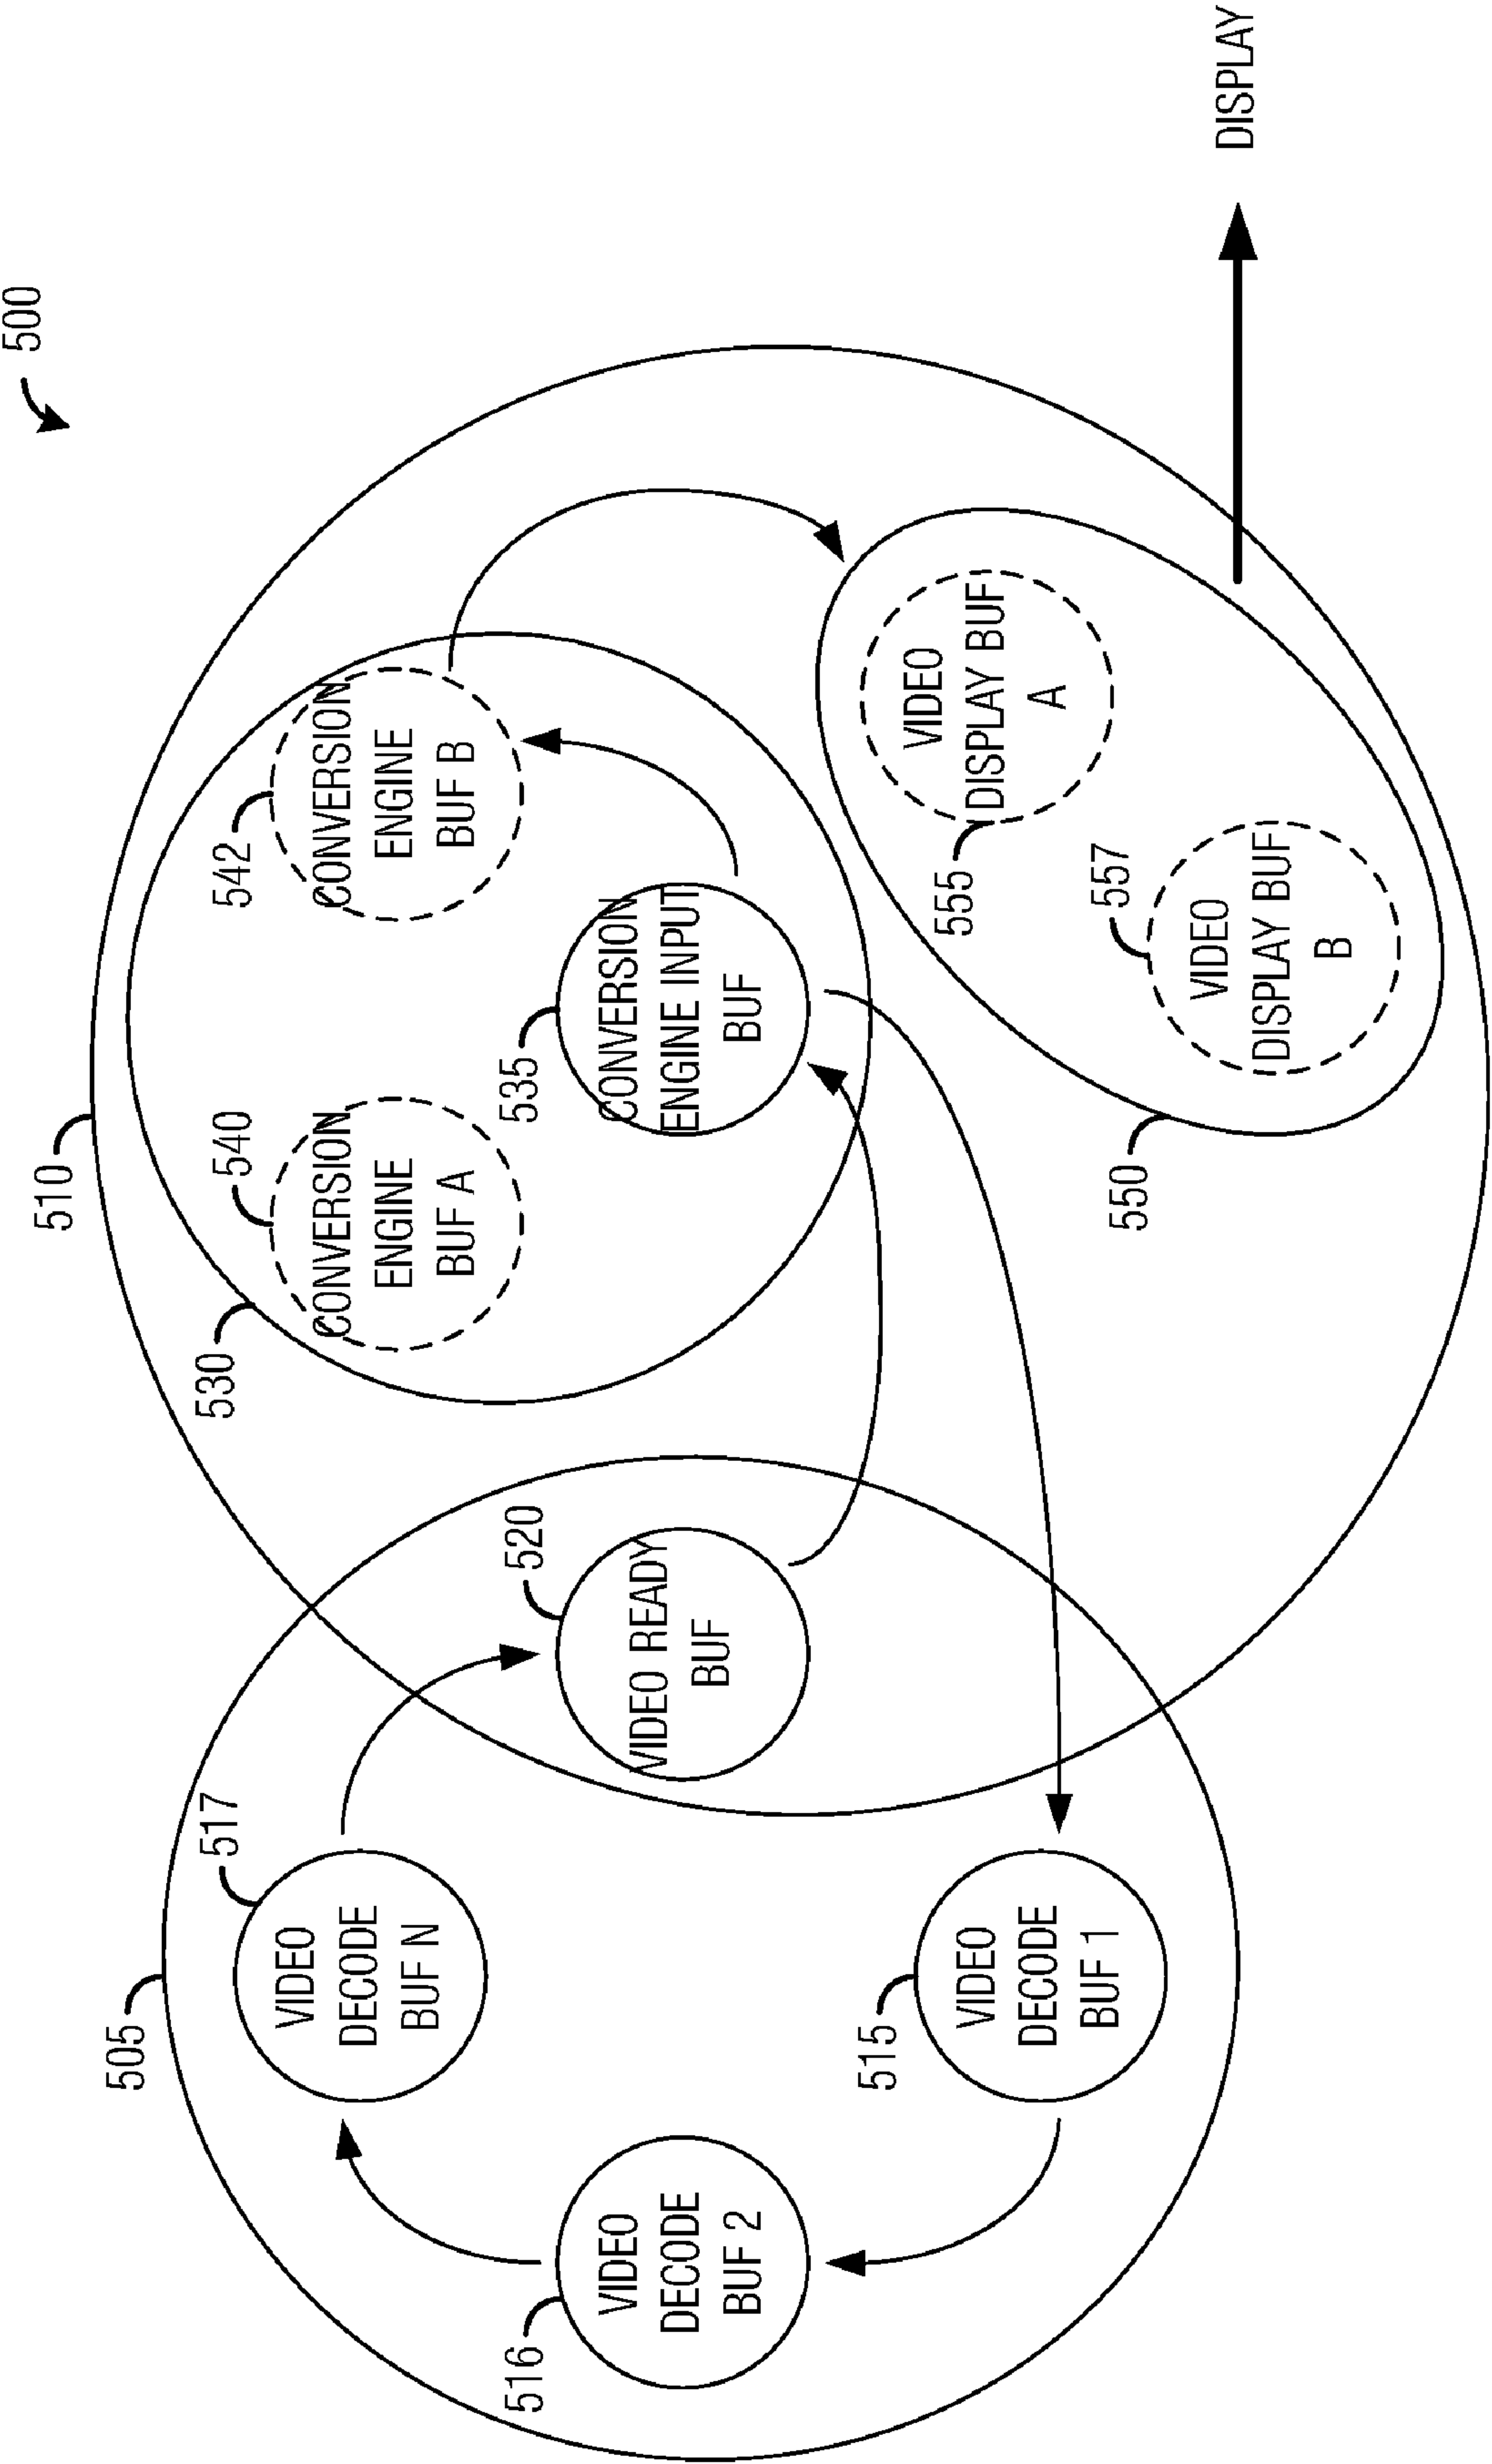 500
510
530
540
CONVERSION
ENGINE
BUF A
542
CONVERSION
ENGINE
BUF B
535
CONVERSION
ENGINE INPUT
BUF
505
517
VIDEO
DECODE
BUF N
520
VIDEO READY
BUF
516
VIDEO
DECODE
BUF 2
515
VIDEO
DECODE
BUF 1
555
VIDEO
DISPLAY BUF
A
557
VIDEO
DISPLAY BUF
B
550
DISPLAY